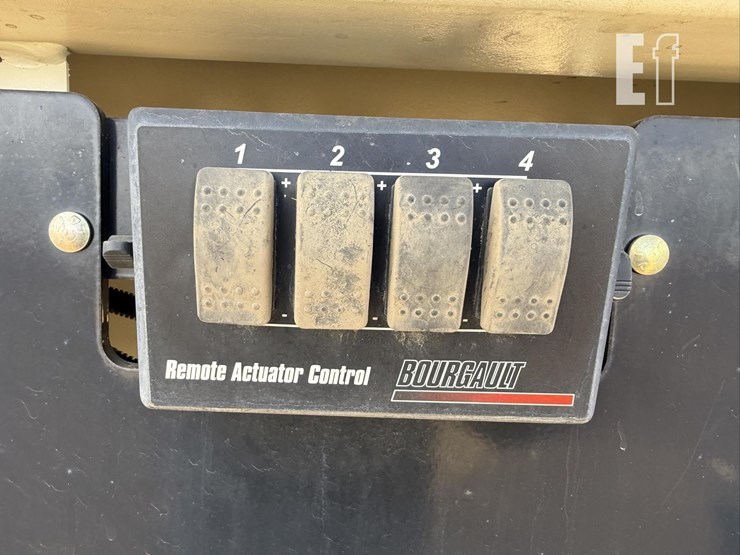 Ef
1 2 3 4
+ + +
- - -
Remote Actuator Control BOURGAULT